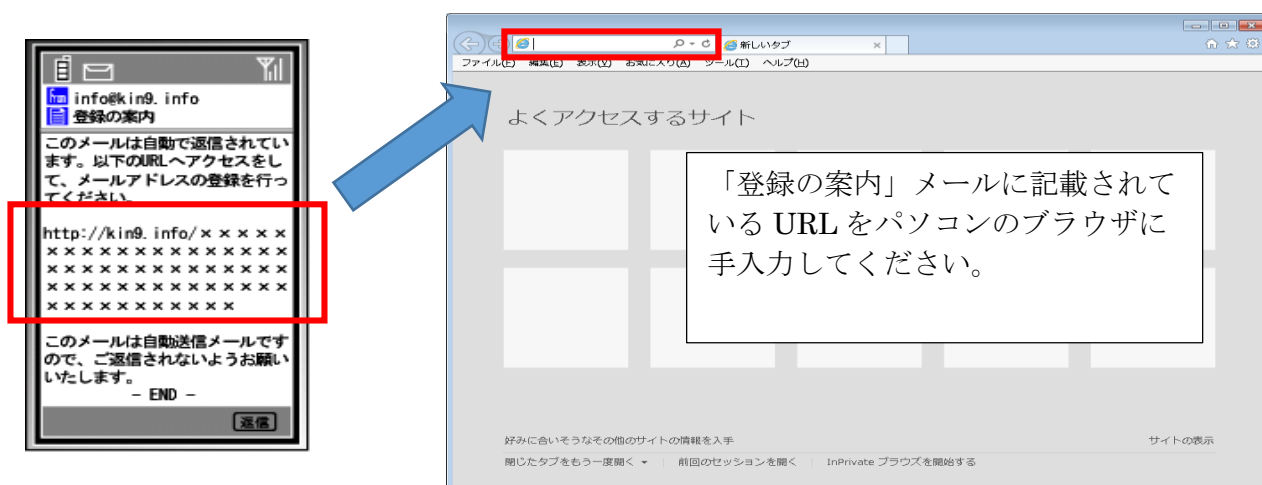 info@kin9.info
登録の案内
このメールは自動で返信されてい
ます。以下のURLへアクセスをし
て、メールアドレスの登録を行っ
てください。
http://kin9.info/×××××
××××××××××××××
××××××××××××××
××××××××××××××
×××××××××××
このメールは自動送信メールです
ので、ご返信されないようお願い
いたします。
- END -
返信
新しいタブ
ファイル(F) 編集(E) 表示(V) お気に入り(A) ツール(T) ヘルプ(H)
よくアクセスするサイト
「登録の案内」メールに記載されて
いる URL をパソコンのブラウザに
手入力してください。
好みに合いそうなその他のサイトの情報を入手
サイトの表示
閉じたタブをもう一度開く 前回のセッションを開く InPrivate ブラウズを開始する